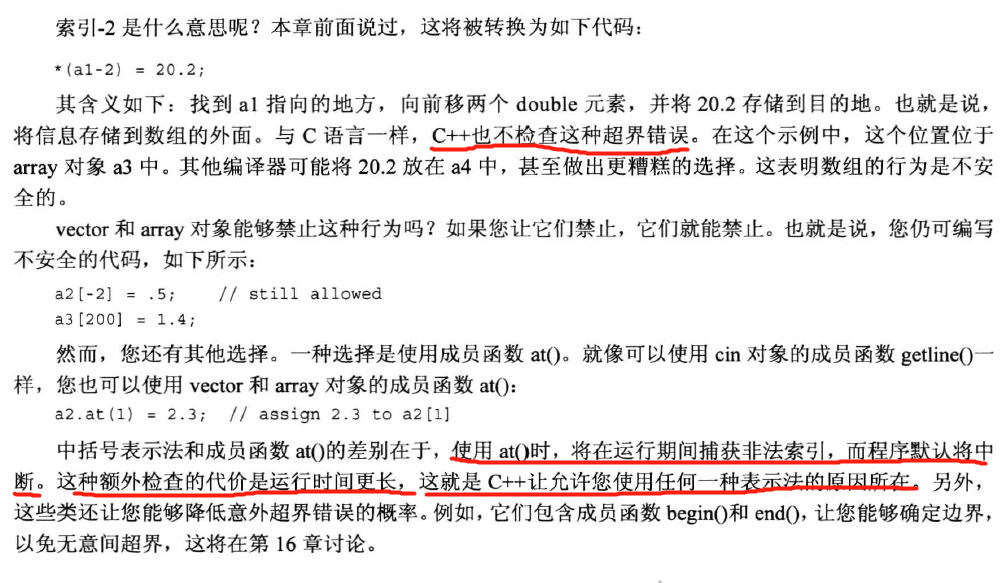 索引-2 是什么意思呢？本章前面说过，这将被转换为如下代码：
*(a1-2) = 20.2;
其含义如下：找到 a1 指向的地方，向前移两个 double 元素，并将 20.2 存储到目的地。也就是说，
将信息存储到数组的外面。与 C 语言一样，C++也不检查这种超界错误。在这个示例中，这个位置位于
array 对象 a3 中。其他编译器可能将 20.2 放在 a4 中，甚至做出更糟糕的选择。这表明数组的行为是不安
全的。
vector 和 array 对象能够禁止这种行为吗？如果您让它们禁止，它们就能禁止。也就是说，您仍可编写
不安全的代码，如下所示：
a2[-2] = .5;    // still allowed
a3[200] = 1.4;
然而，您还有其他选择。一种选择是使用成员函数 at()。就像可以使用 cin 对象的成员函数 getline()一
样，您也可以使用 vector 和 array 对象的成员函数 at()：
a2.at(1) = 2.3;  // assign 2.3 to a2[1]
中括号表示法和成员函数 at()的差别在于，使用 at()时，将在运行期间捕获非法索引，而程序默认将中
断。这种额外检查的代价是运行时间更长，这就是 C++让允许您使用任何一种表示法的原因所在。另外，
这些类还让您能够降低意外超界错误的概率。例如，它们包含成员函数 begin()和 end()，让您能够确定边界，
以免无意间超界，这将在第 16 章讨论。